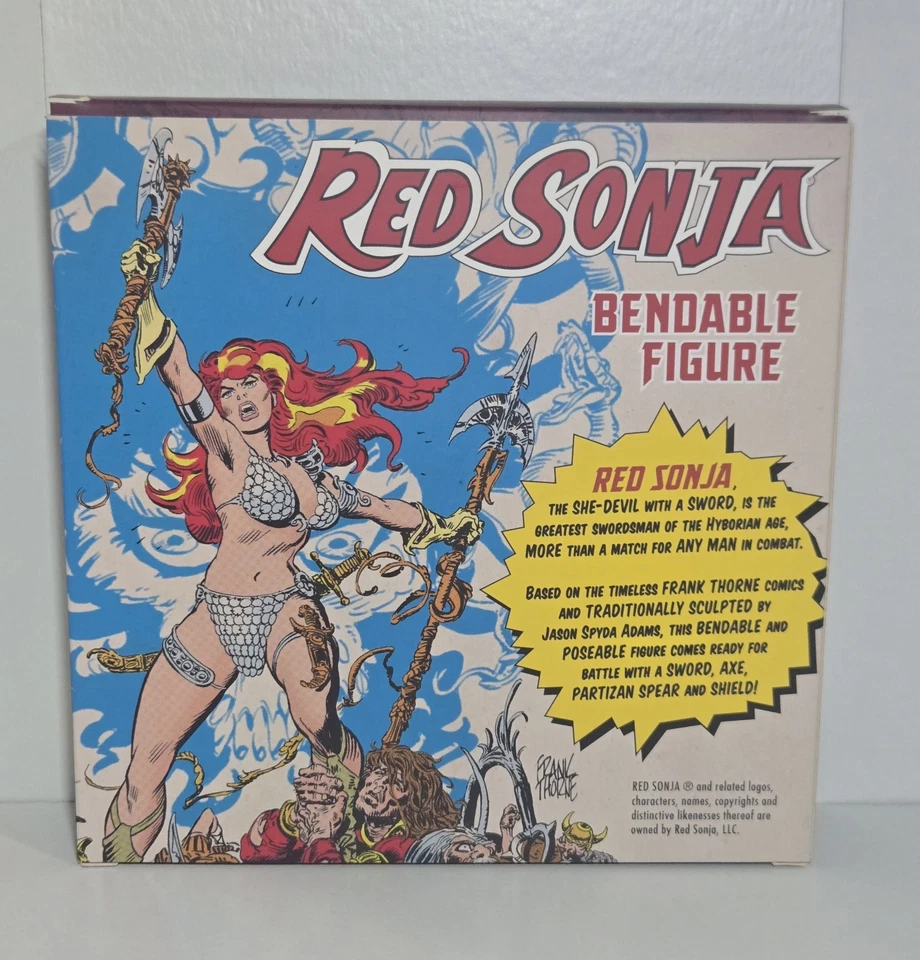 RED SONJA
BENDABLE
FIGURE
RED SONJA,
THE SHE-DEVIL WITH A SWORD, IS THE
GREATEST SWORDSMAN OF THE HYBORIAN AGE,
MORE THAN A MATCH FOR ANY MAN IN COMBAT.
BASED ON THE TIMELESS FRANK THORNE COMICS
AND TRADITIONALLY SCULPTED BY
JASON SPYDA ADAMS, THIS BENDABLE AND
POSEABLE FIGURE COMES READY FOR
BATTLE WITH A SWORD, AXE,
PARTIZAN SPEAR AND SHIELD!
FRANK
THORNE
RED SONJA ® and related logos,
characters, names, copyrights and
distinctive likenesses thereof are
owned by Red Sonja, LLC.